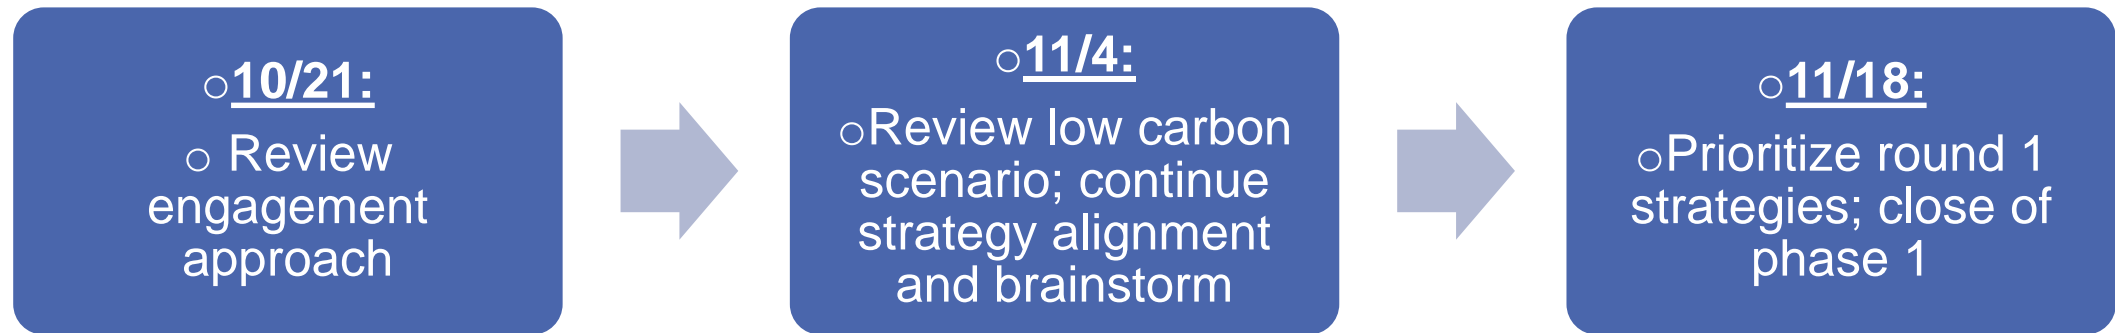 ○10/21:
○ Review
engagement
approach
○11/4:
○Review low carbon
scenario; continue
strategy alignment
and brainstorm
○11/18:
○Prioritize round 1
strategies; close of
phase 1